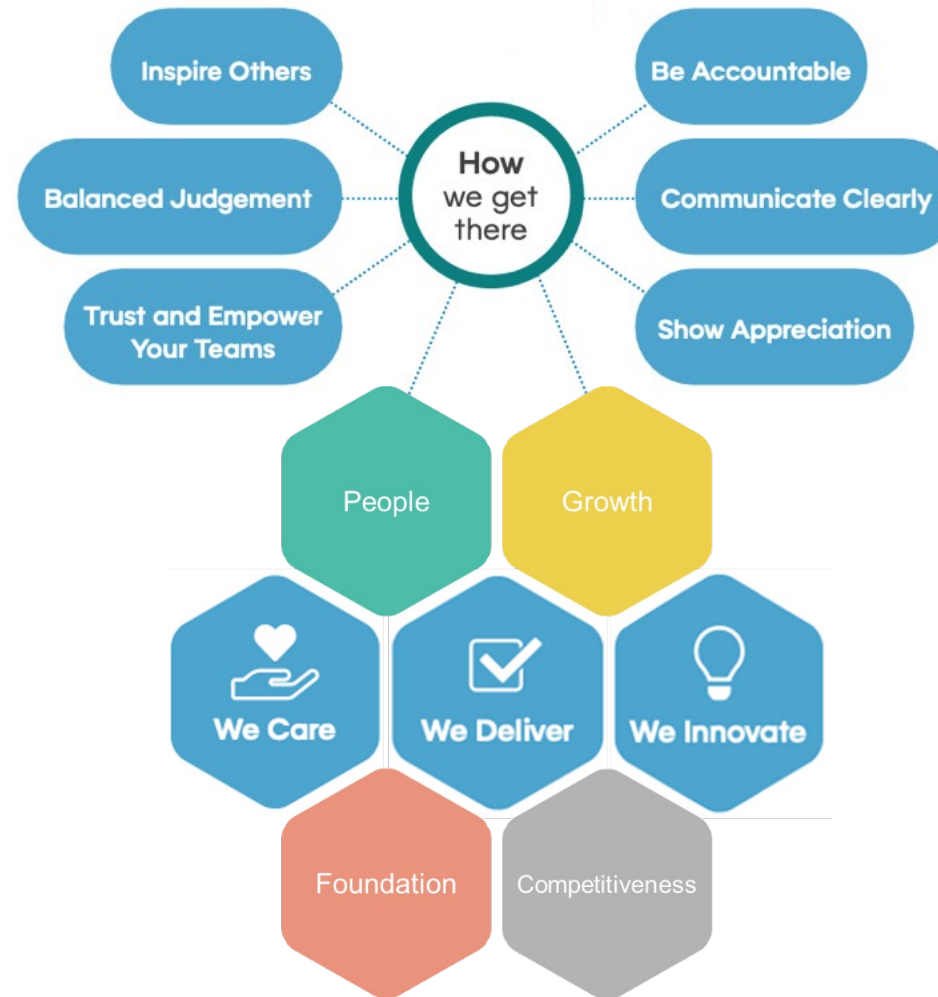 Inspire Others
Be Accountable
How
we get
there
Balanced Judgement
Communicate Clearly
Trust and Empower
Your Teams
Show Appreciation
People
Growth
We Care
We Deliver
We Innovate
Foundation
Competitiveness